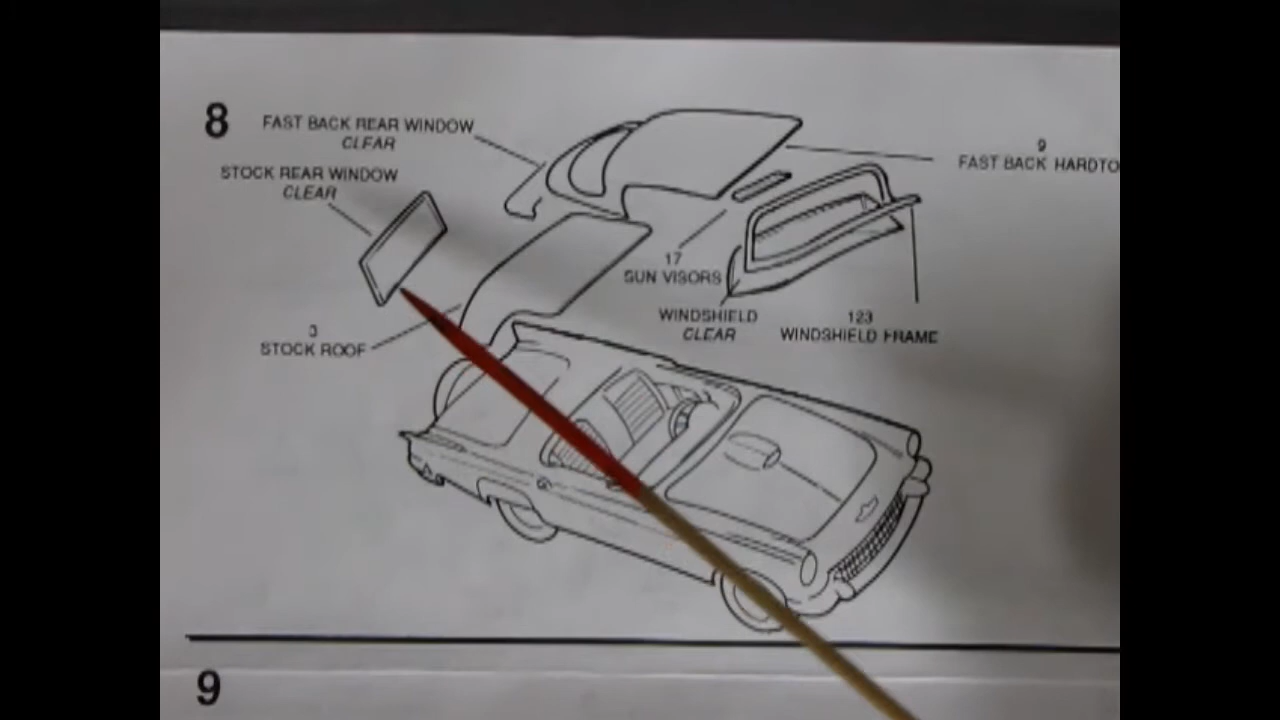 8
FAST BACK REAR WINDOW
CLEAR
STOCK REAR WINDOW
CLEAR
9
FAST BACK HARDTO
17
SUN VISORS
WINDSHIELD
CLEAR
123
WINDSHIELD FRAME
3
STOCK ROOF
9